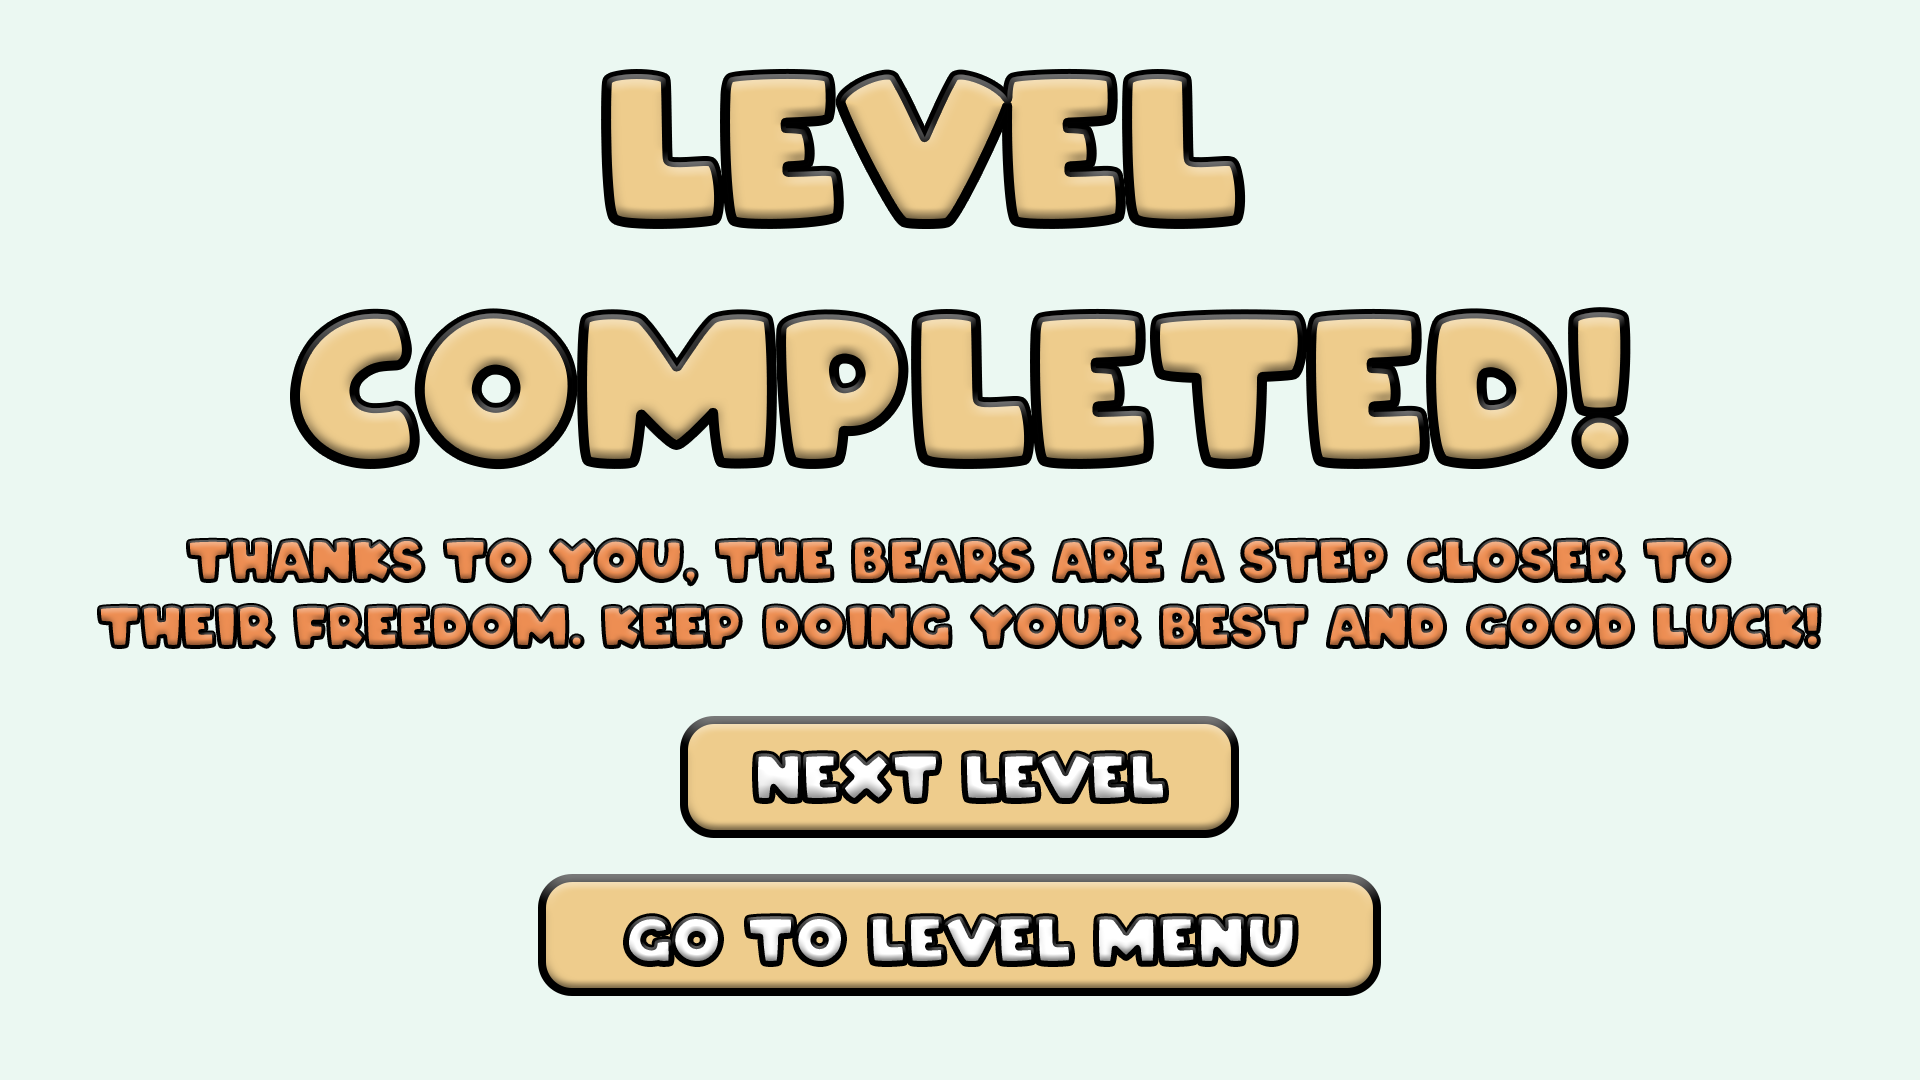 LEVEL
COMPLETED!
THANKS TO YOU, THE BEARS ARE A STEP CLOSER TO
THEIR FREEDOM. KEEP DOING YOUR BEST AND GOOD LUCK!
NEXT LEVEL
GO TO LEVEL MENU